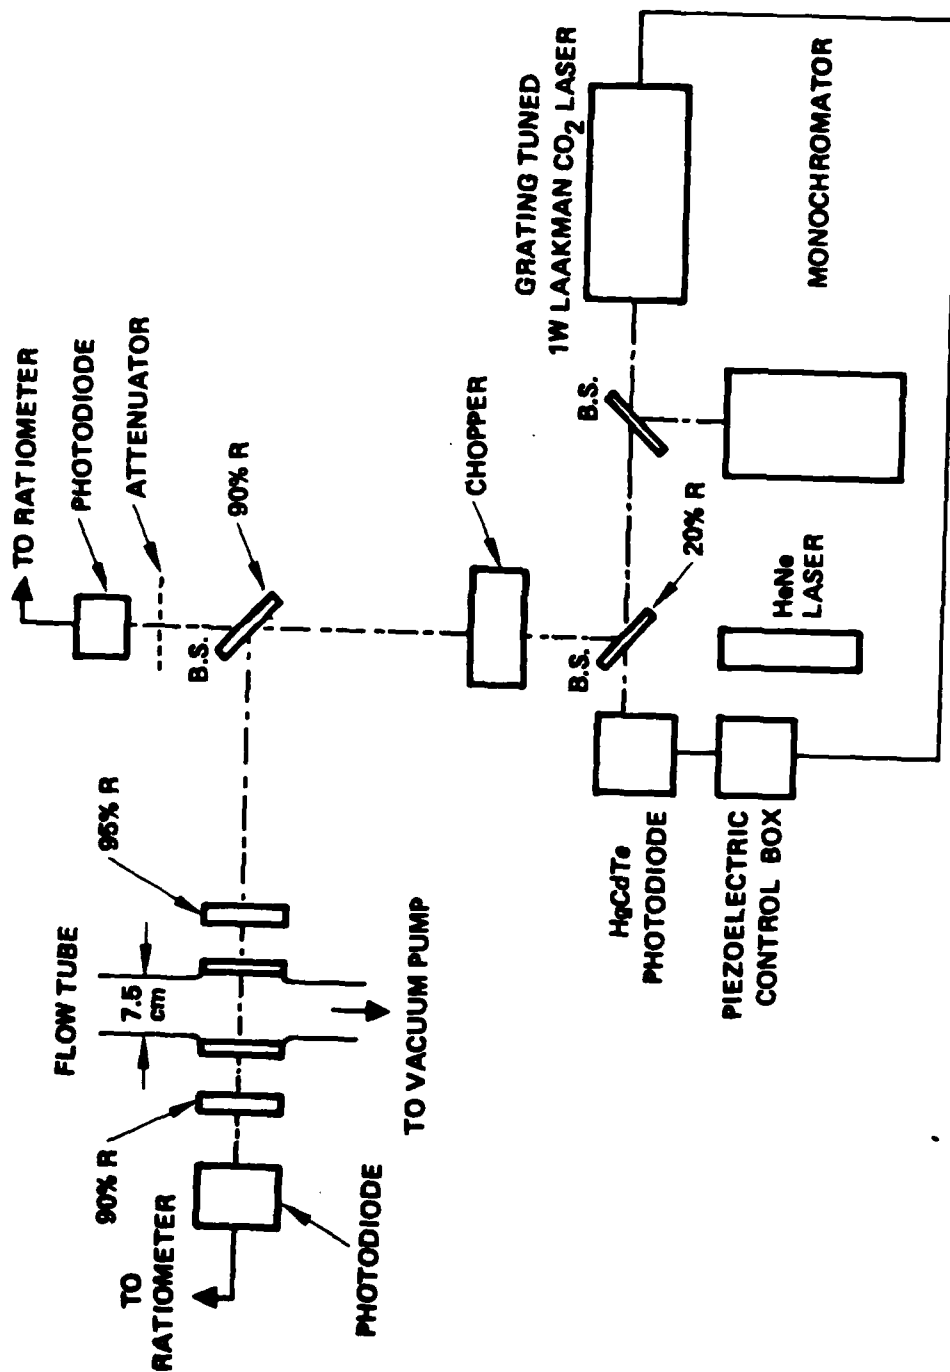 TO RATIOMETER
PHOTODIODE
ATTENUATOR
90% R
B.S.
FLOW TUBE
7.5
cm
95% R
90% R
TO
RATIOMETER
PHOTODIODE
TO VACUUM PUMP
CHOPPER
GRATING TUNED
1W LAAKMAN CO₂ LASER
B.S.
B.S.
20% R
HgCdTe
PHOTODIODE
PIEZOELECTRIC
CONTROL BOX
HeNe
LASER
MONOCHROMATOR